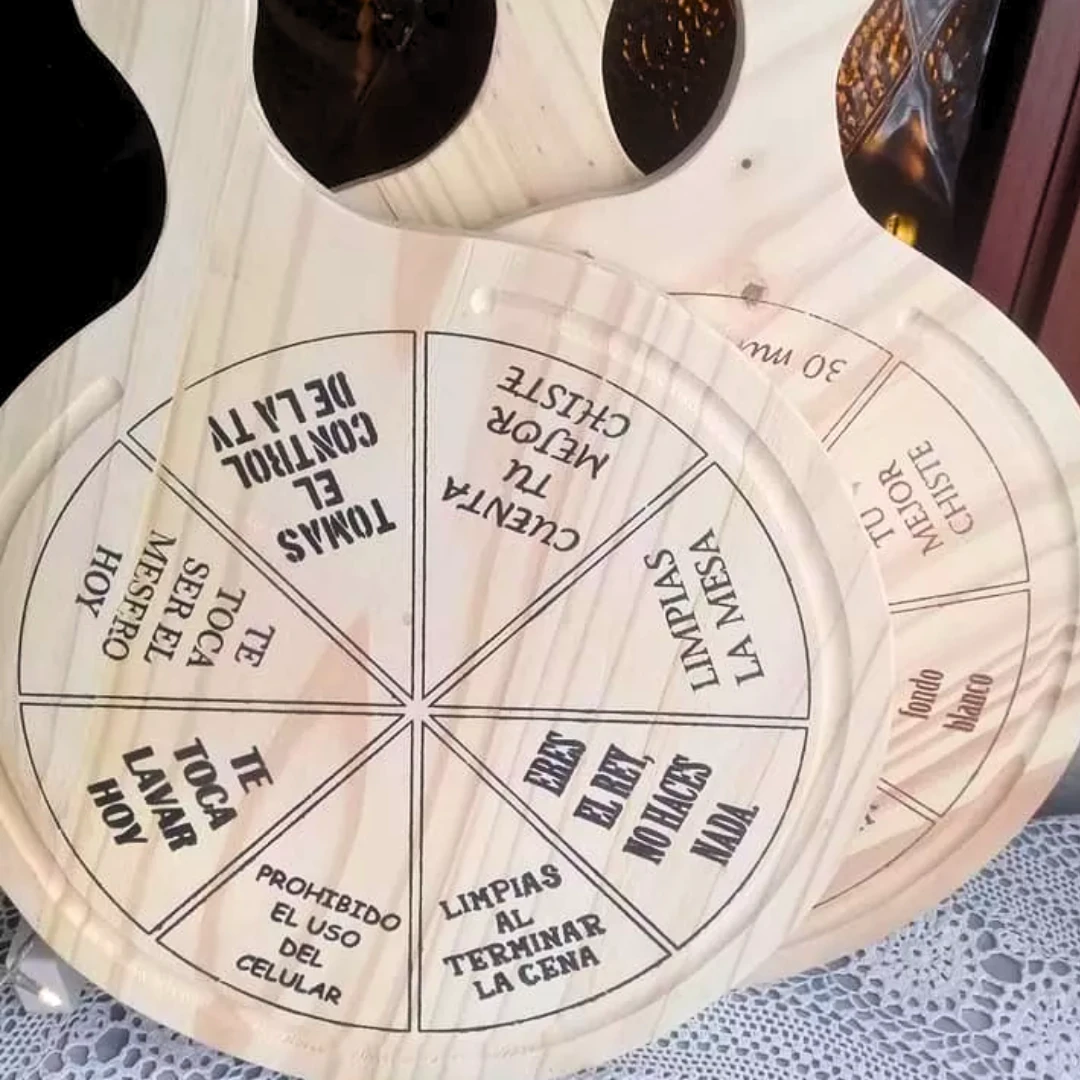 TOMAS
EL
CONTROL
DE LA TV
CUENTA
TU
MEJOR
CHISTE
LIMPIAS
LA MESA
ERES
EL REY,
NO HACES
NADA.
LIMPIAS
AL
TERMINAR
LA CENA
PROHIBIDO
EL USO
DEL
CELULAR
TE
TOCA
LAVAR
HOY
TE
TOCA
SER EL
MESERO
HOY
30
TU
MEJOR
CHISTE
fondo
blanco